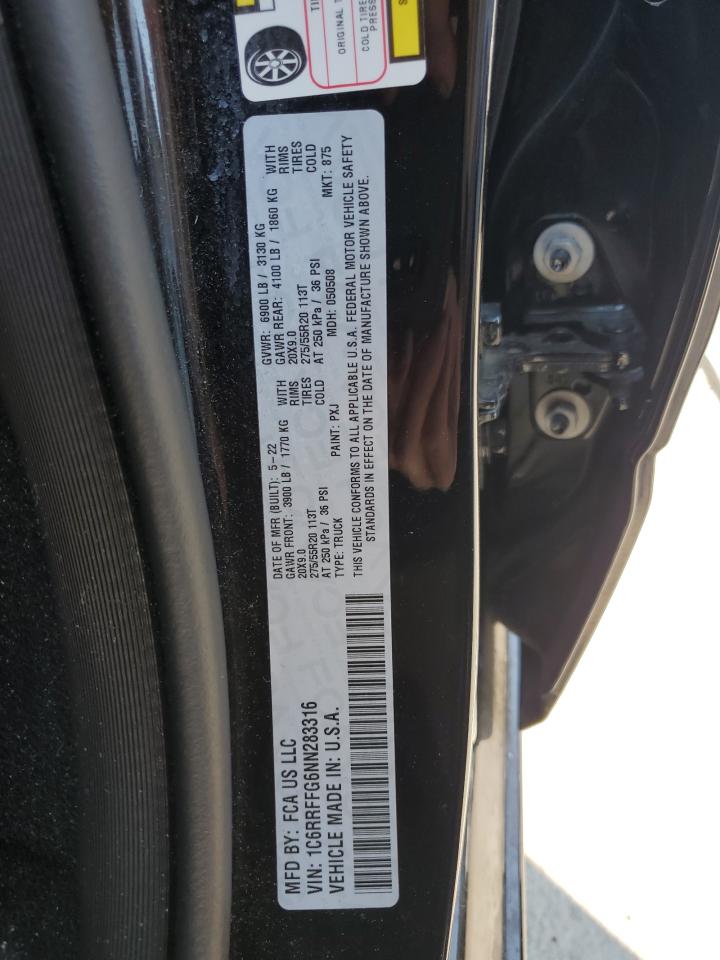 MFD BY: FCA US LLC
VIN: 1C6RRFFG6NN283316
VEHICLE MADE IN: U.S.A.
DATE OF MFR (BUILT): 5-22
GAWR FRONT: 3900 LB / 1770 KG WITH
20X9.0 RIMS
275/55R20 113T TIRES
AT 250 kPa / 36 PSI COLD
TYPE: TRUCK PAINT: PXJ
GVWR: 6900 LB / 3130 KG
GAWR REAR: 4100 LB / 1860 KG WITH
20X9.0 RIMS
275/55R20 113T TIRES
AT 250 kPa / 36 PSI COLD
MDH: 050508 MKT: 875
THIS VEHICLE CONFORMS TO ALL APPLICABLE U.S.A. FEDERAL MOTOR VEHICLE SAFETY
STANDARDS IN EFFECT ON THE DATE OF MANUFACTURE SHOWN ABOVE.
ORIGINAL
COLD TIRE